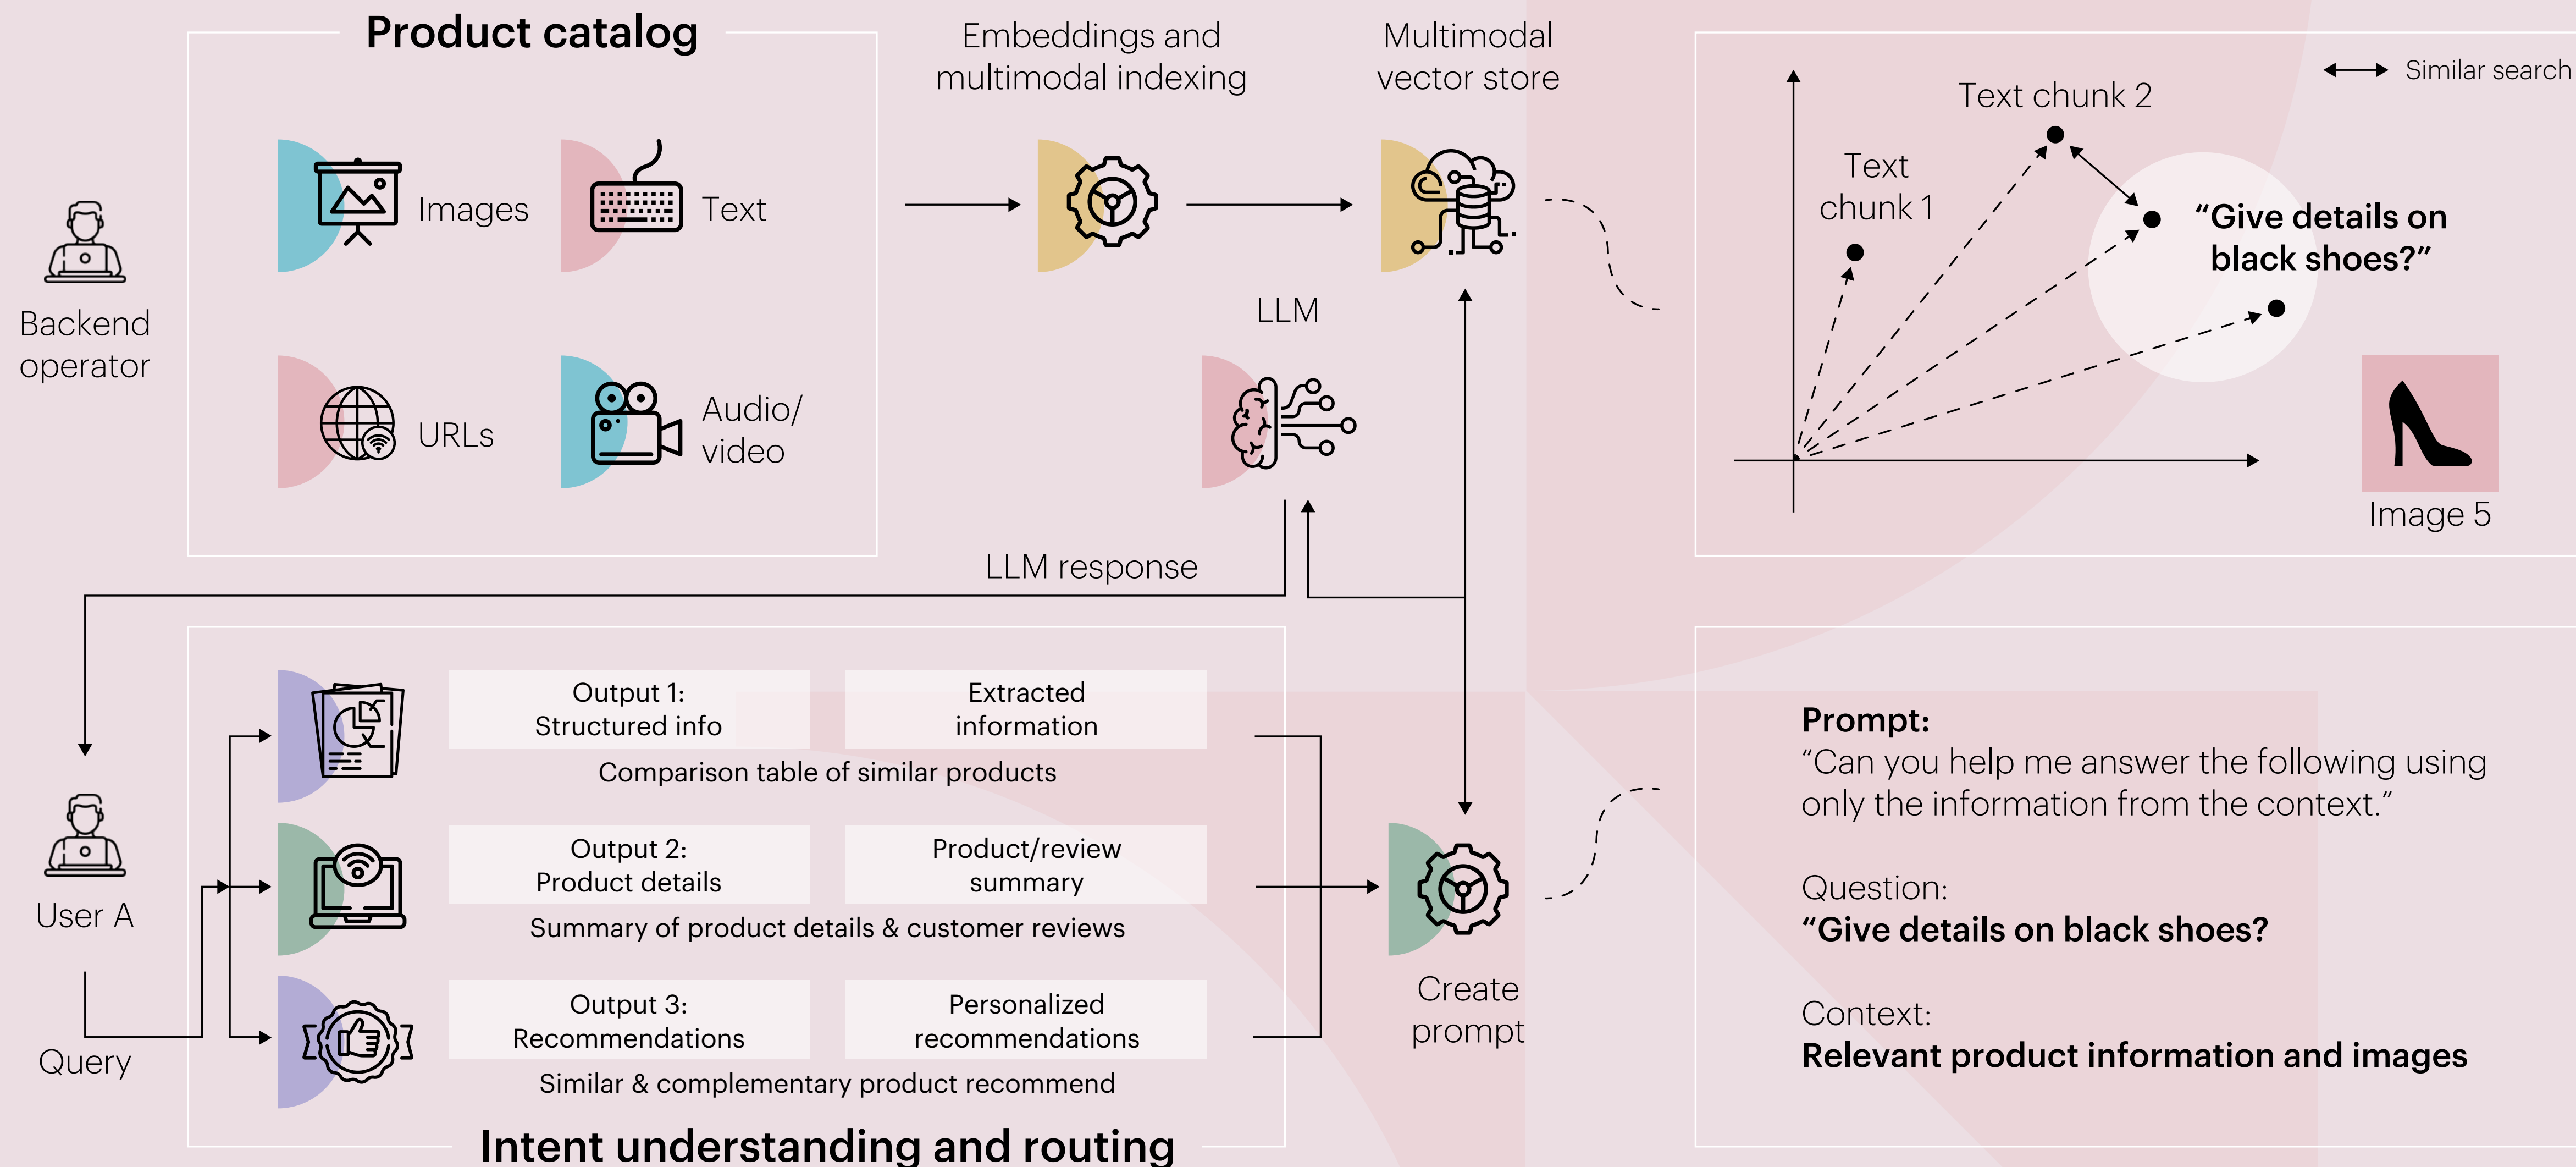 Product catalog
Embeddings and
multimodal indexing
Multimodal
vector store
Images
Text
URLs
Audio/
video
Backend
operator
LLM
LLM response
Similar search
Text chunk 2
Text
chunk 1
“Give details on
black shoes?”
Image 5
User A
Query
Output 1:
Structured info
Extracted
information
Comparison table of similar products
Output 2:
Product details
Product/review
summary
Summary of product details & customer reviews
Output 3:
Recommendations
Personalized
recommendations
Similar & complementary product recommend
Intent understanding and routing
Create
prompt
Prompt:
“Can you help me answer the following using
only the information from the context.”
Question:
“Give details on black shoes?
Context:
Relevant product information and images